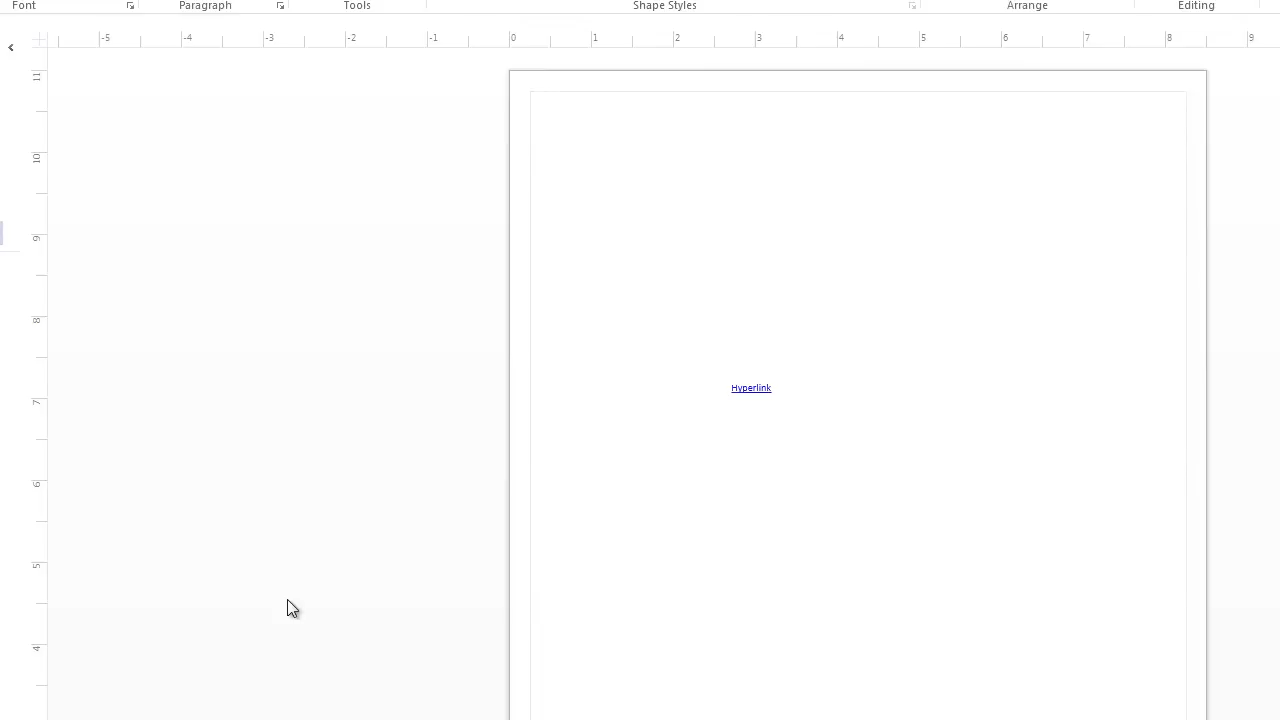 Font Paragraph Tools Shape Styles Arrange Editing
-5 -4 -3 -2 -1 0 1 2 3 4 5 6 7 8 9
11
10
9
8
7
6
5
4
Hyperlink